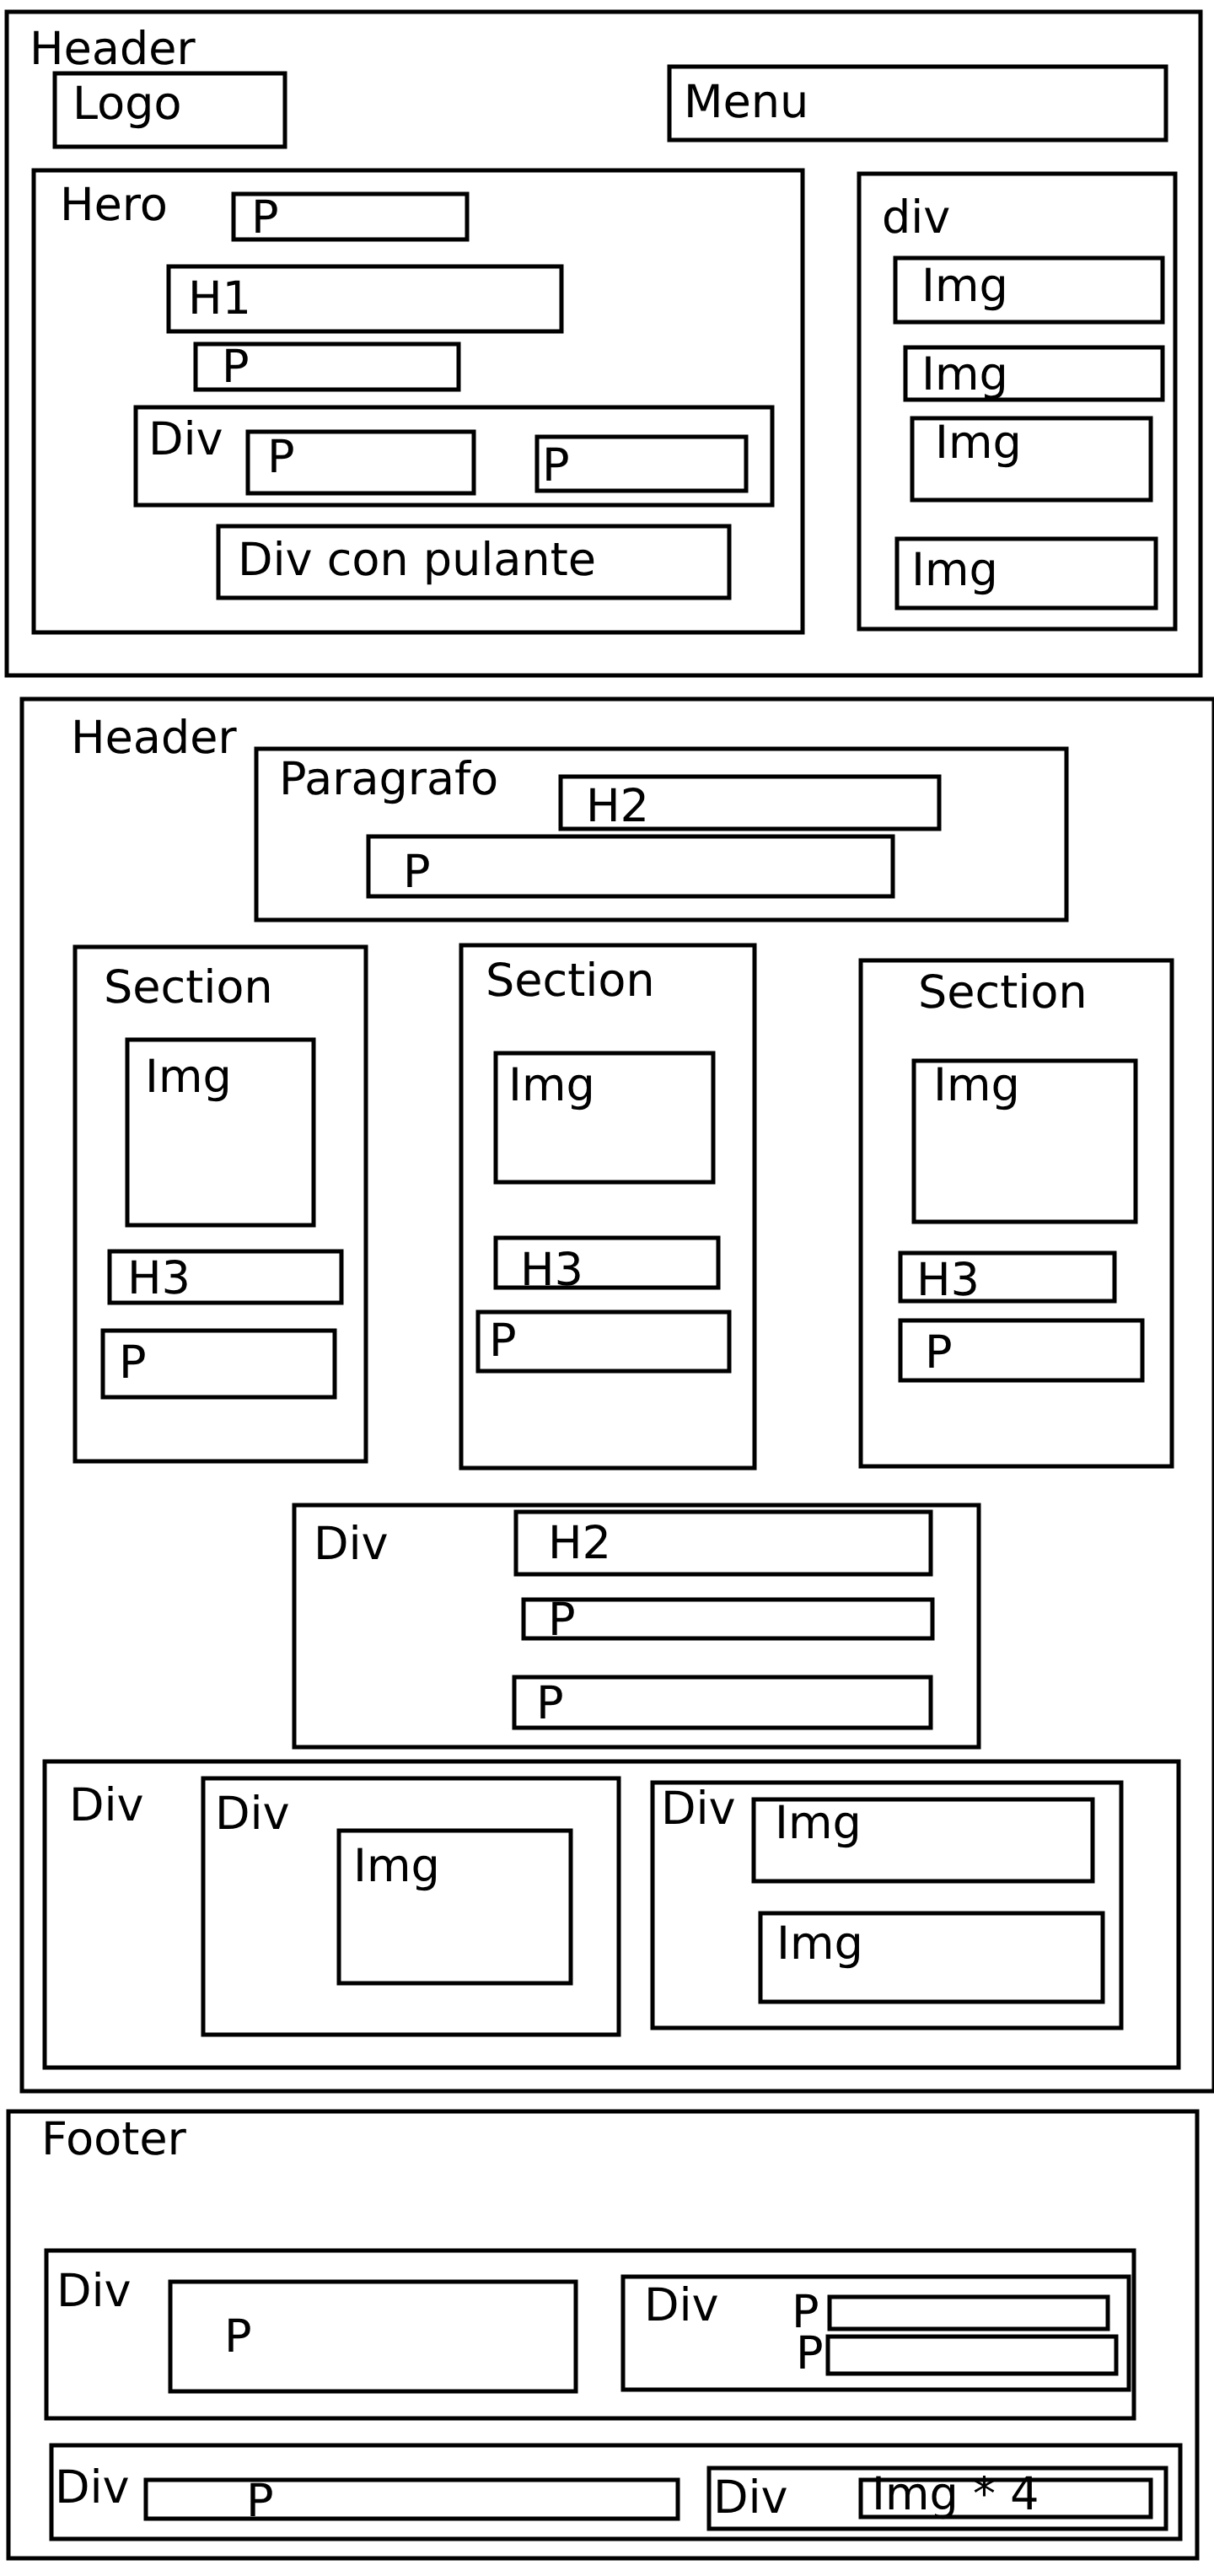 Header
Logo
Menu
Hero
P
H1
P
Div
P
P
Div con pulante
div
Img
Img
Img
Img
Header
Paragrafo
H2
P
Section
Img
H3
P
Section
Img
H3
P
Section
Img
H3
P
Div
H2
P
P
Div
Div
Img
Div
Img
Img
Footer
Div
P
Div
P
P
Div
P
Div
Img * 4